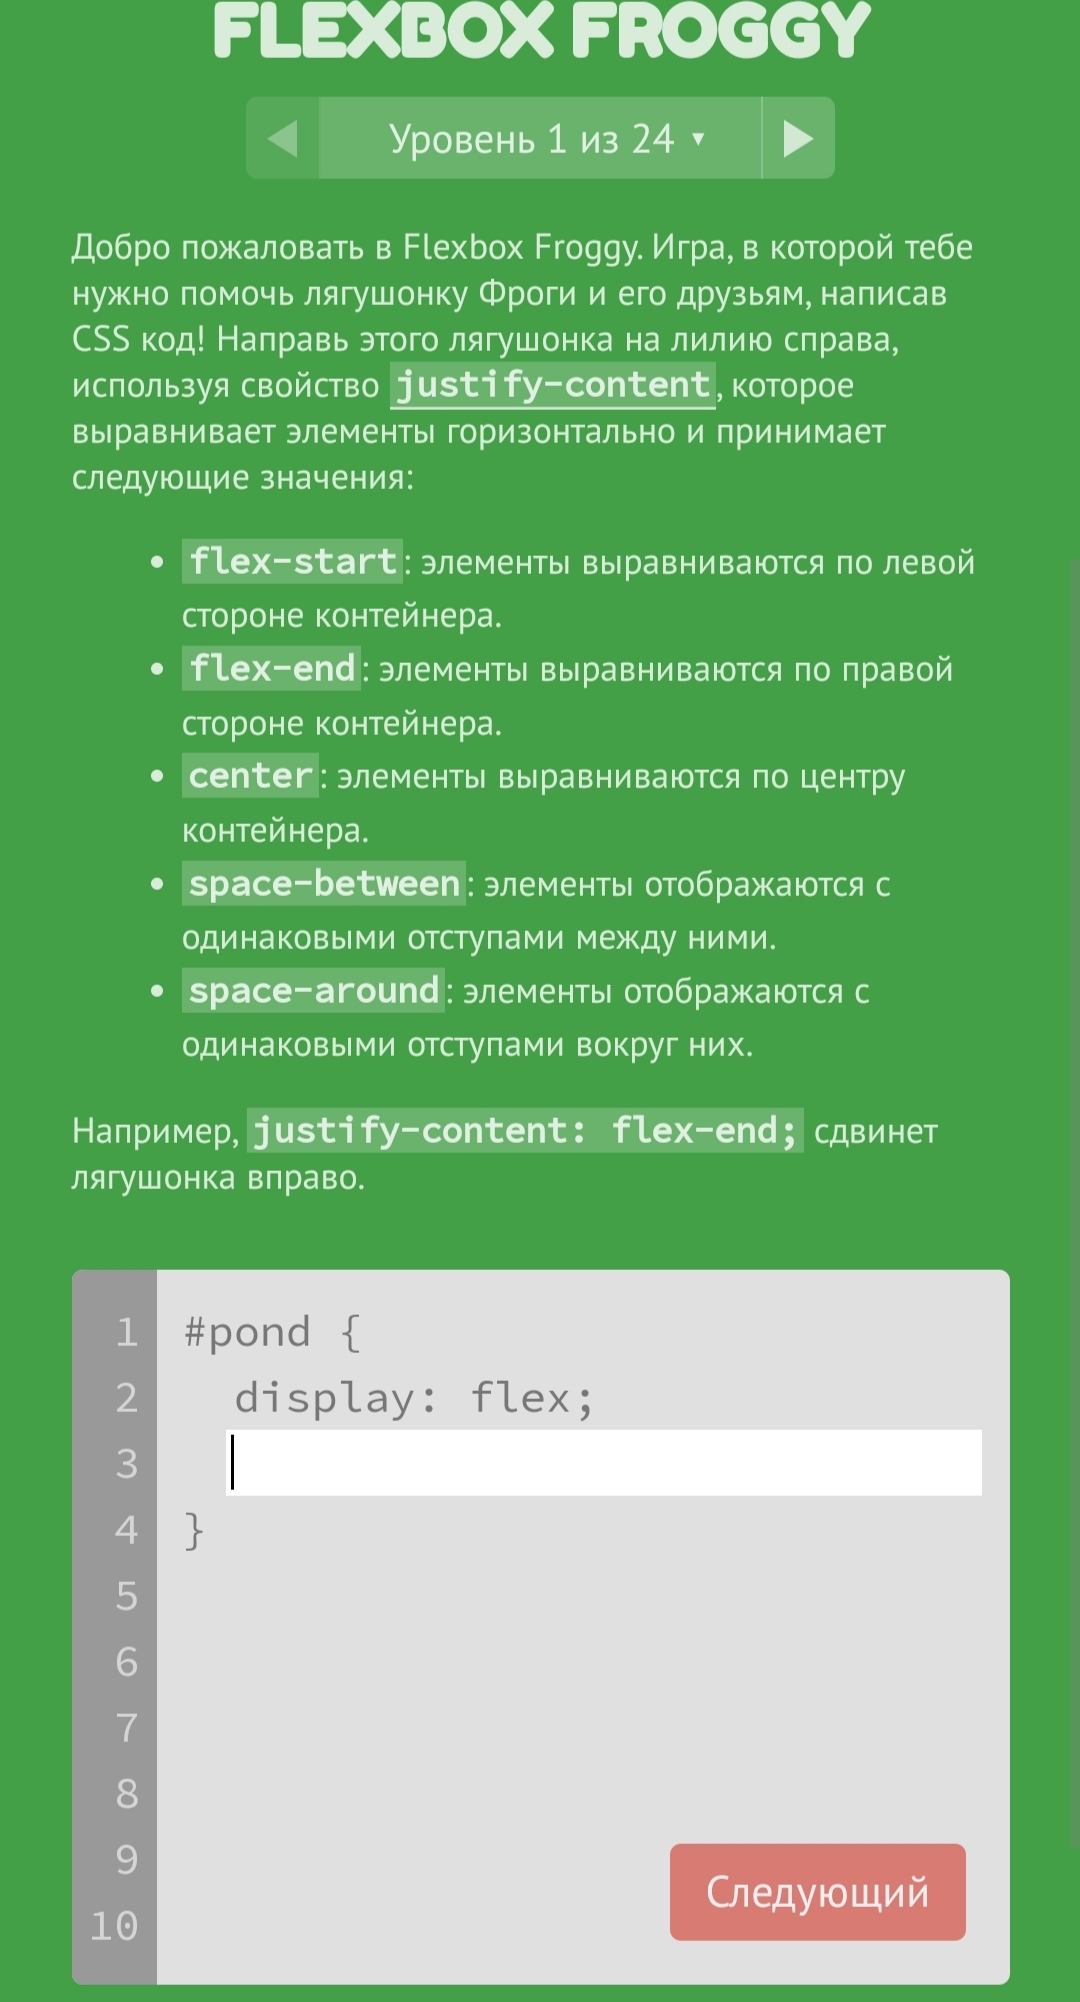 FLEXBOX FROGGY
Уровень 1 из 24 ▾
Добро пожаловать в Flexbox Froggy. Игра, в которой тебе
нужно помочь лягушонку Фроги и его друзьям, написав
CSS код! Направь этого лягушонка на лилию справа,
используя свойство justify-content, которое
выравнивает элементы горизонтально и принимает
следующие значения:
• flex-start: элементы выравниваются по левой
стороне контейнера.
• flex-end: элементы выравниваются по правой
стороне контейнера.
• center: элементы выравниваются по центру
контейнера.
• space-between: элементы отображаются с
одинаковыми отступами между ними.
• space-around: элементы отображаются с
одинаковыми отступами вокруг них.
Например, justify-content: flex-end; сдвинет
лягушонка вправо.
1 #pond {
2 display: flex;
3
4 }
5
6
7
8
9
Следующий
10